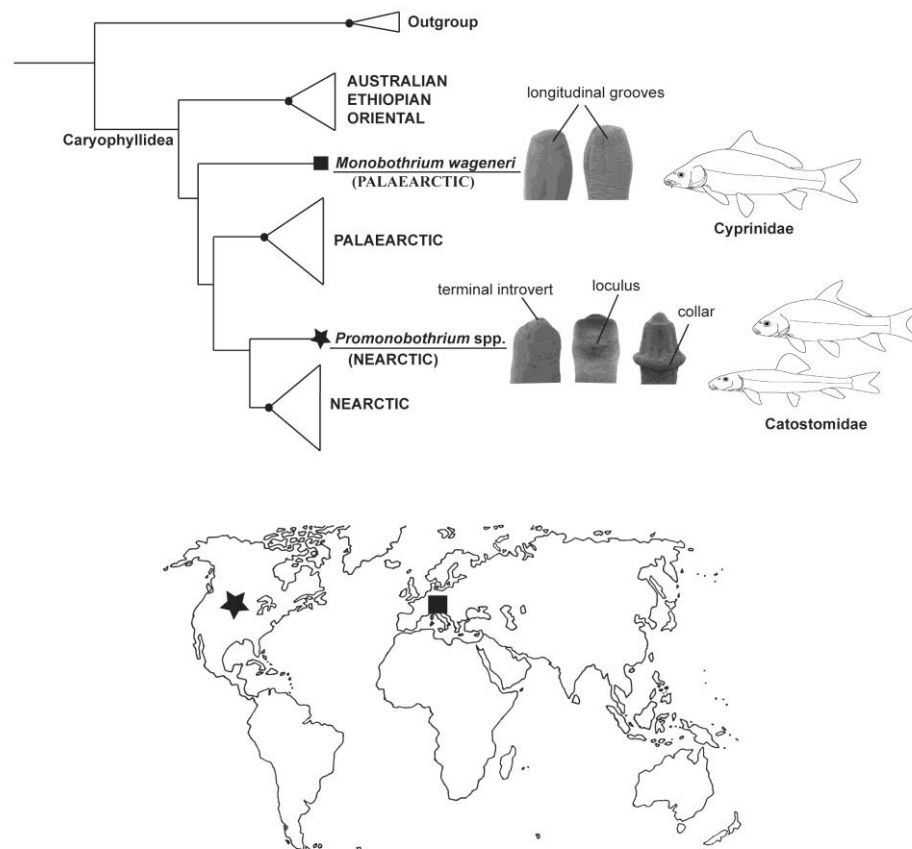 Outgroup
AUSTRALIAN
ETHIOPIAN
ORIENTAL
Caryophyllidea
longitudinal grooves
Monobothrium wageneri
(PALAEARCTIC)
Cyprinidae
PALAEARCTIC
terminal introvert
loculus
collar
Promonobothrium spp.
(NEARCTIC)
NEARCTIC
Catostomidae